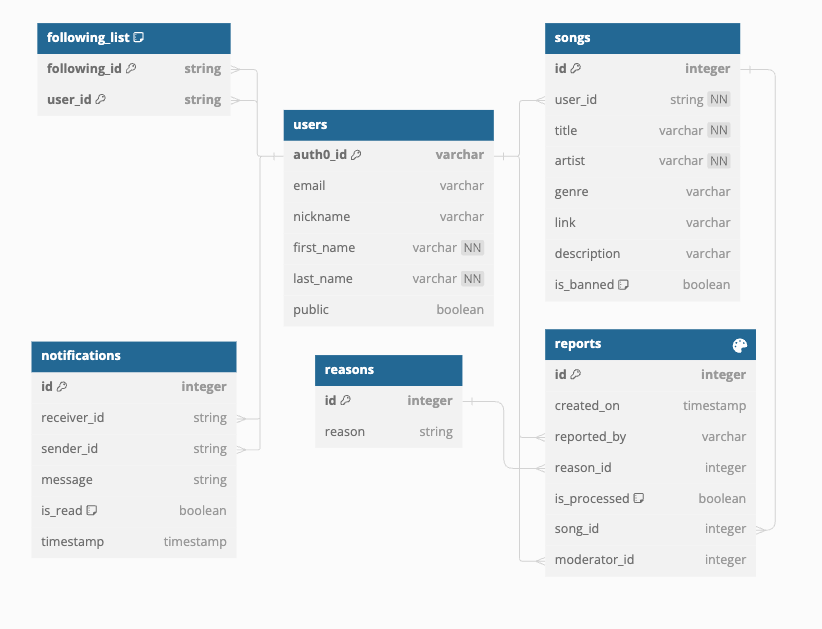 following_list
following_id string
user_id string
users
auth0_id varchar
email varchar
nickname varchar
first_name varchar NN
last_name varchar NN
public boolean
songs
id integer
user_id string NN
title varchar NN
artist varchar NN
genre varchar
link varchar
description varchar
is_banned boolean
notifications
id integer
receiver_id string
sender_id string
message string
is_read boolean
timestamp timestamp
reasons
id integer
reason string
reports
id integer
created_on timestamp
reported_by varchar
reason_id integer
is_processed boolean
song_id integer
moderator_id integer